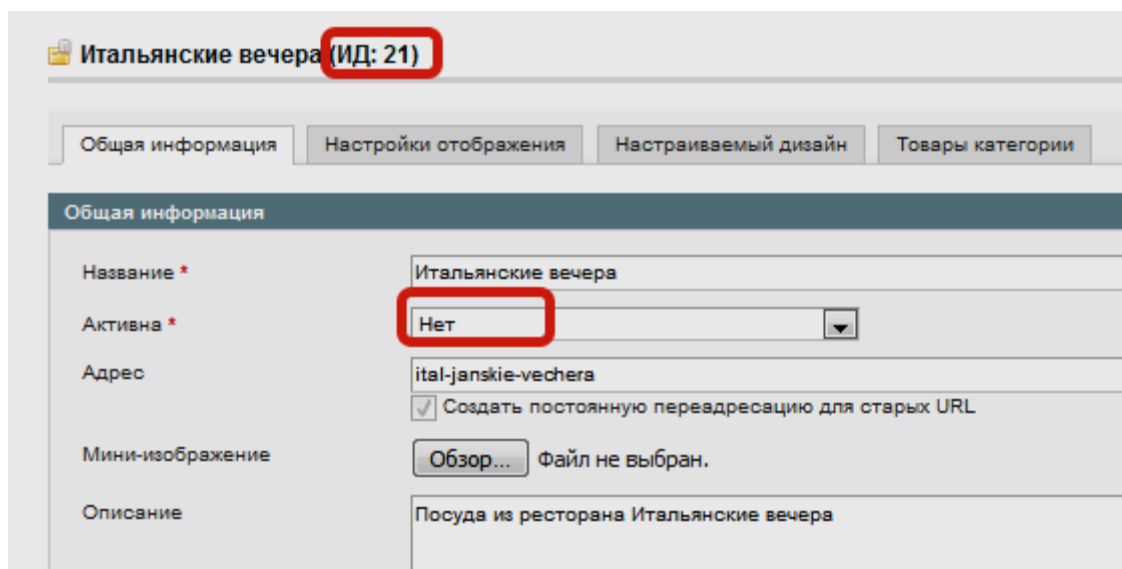 Итальянские вечера (ИД: 21)
Общая информация Настройки отображения Настраиваемый дизайн Товары категории
Общая информация
Название * Итальянские вечера
Активна * Нет
Адрес ital-janskie-vechera
Создать постоянную переадресацию для старых URL
Мини-изображение Обзор... Файл не выбран.
Описание Посуда из ресторана Итальянские вечера